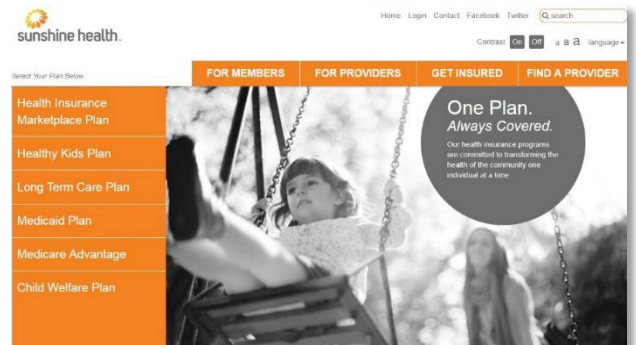 Home Login Contact Facebook Twitter search
sunshine health.
Contrast On Off a a a language
Select Your Plan Below
FOR MEMBERS FOR PROVIDERS GET INSURED FIND A PROVIDER
Health Insurance
Marketplace Plan
Healthy Kids Plan
Long Term Care Plan
Medicaid Plan
Medicare Advantage
Child Welfare Plan
One Plan.
Always Covered.
Our health insurance programs
are committed to transforming the
health of the community one
individual at a time